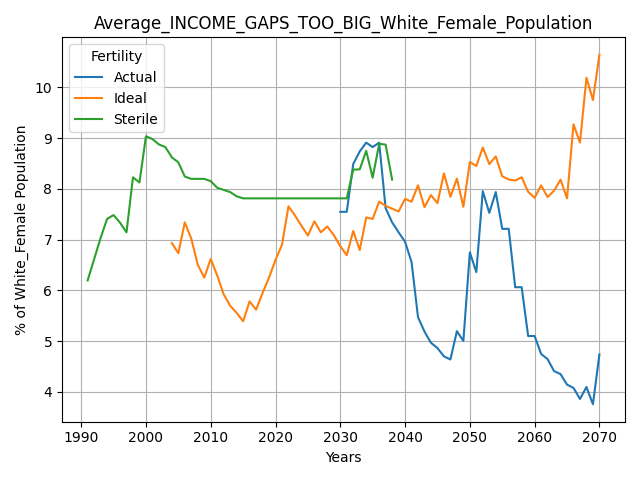 Average_INCOME_GAPS_TOO_BIG_White_Female_Population
Fertility
Actual
Ideal
Sterile
% of White_Female Population
10
9
8
7
6
5
4
1990 2000 2010 2020 2030 2040 2050 2060 2070
Years